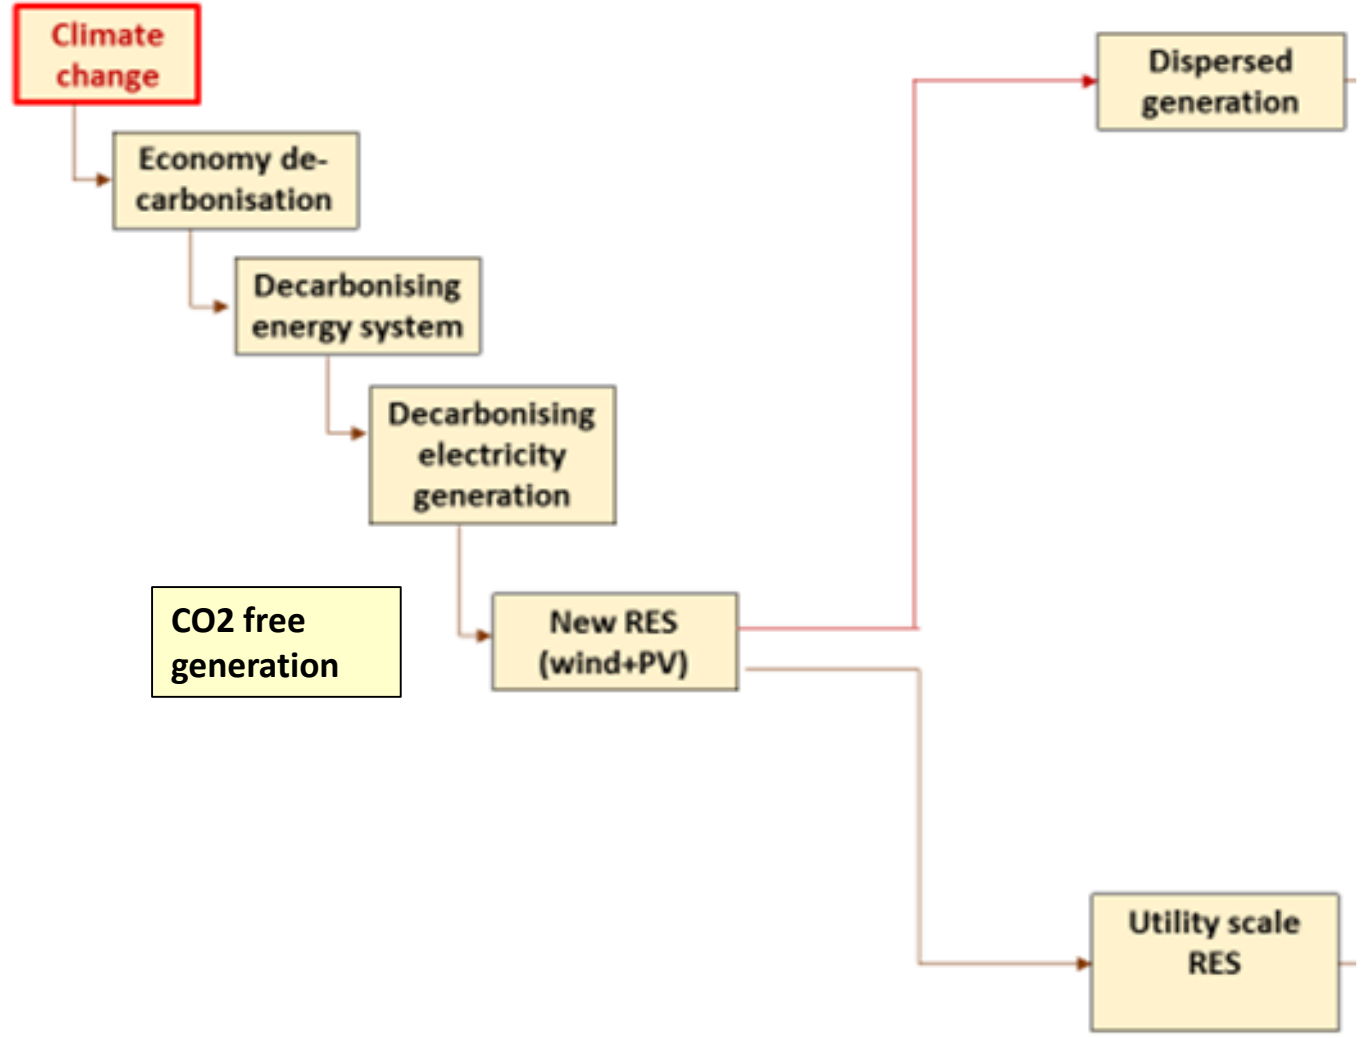 Climate
change
Dispersed
generation
Economy de-
carbonisation
Decarbonising
energy system
Decarbonising
electricity
generation
CO2 free
generation
New RES
(wind+PV)
Utility scale
RES